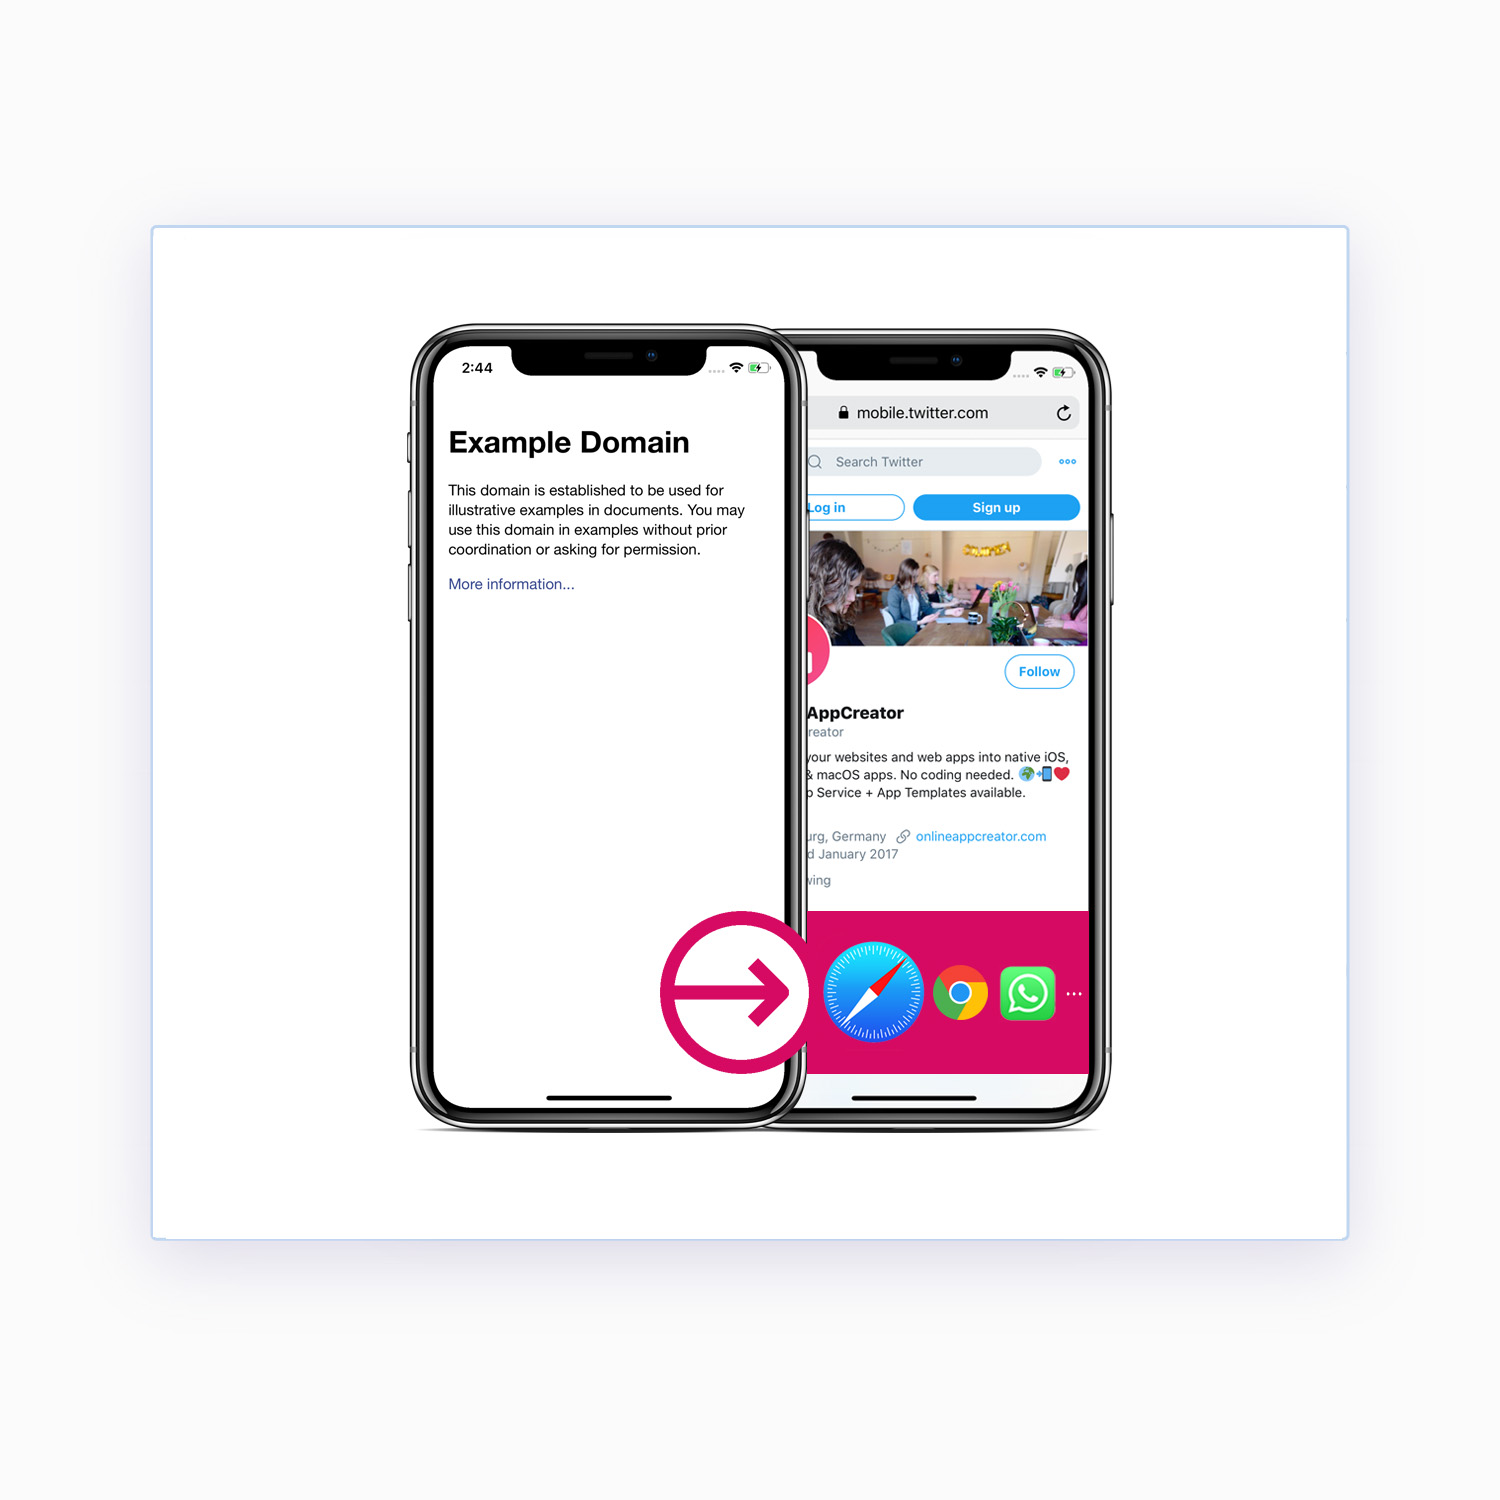 2:44
Example Domain
This domain is established to be used for
illustrative examples in documents. You may
use this domain in examples without prior
coordination or asking for permission.
More information...
mobile.twitter.com
Search Twitter
Log in
Sign up
Follow
AppCreator
reator
your websites and web apps into native iOS,
& macOS apps. No coding needed. 🌍📲❤️
Service + App Templates available.
urg, Germany onlineappcreator.com
d January 2017
wing